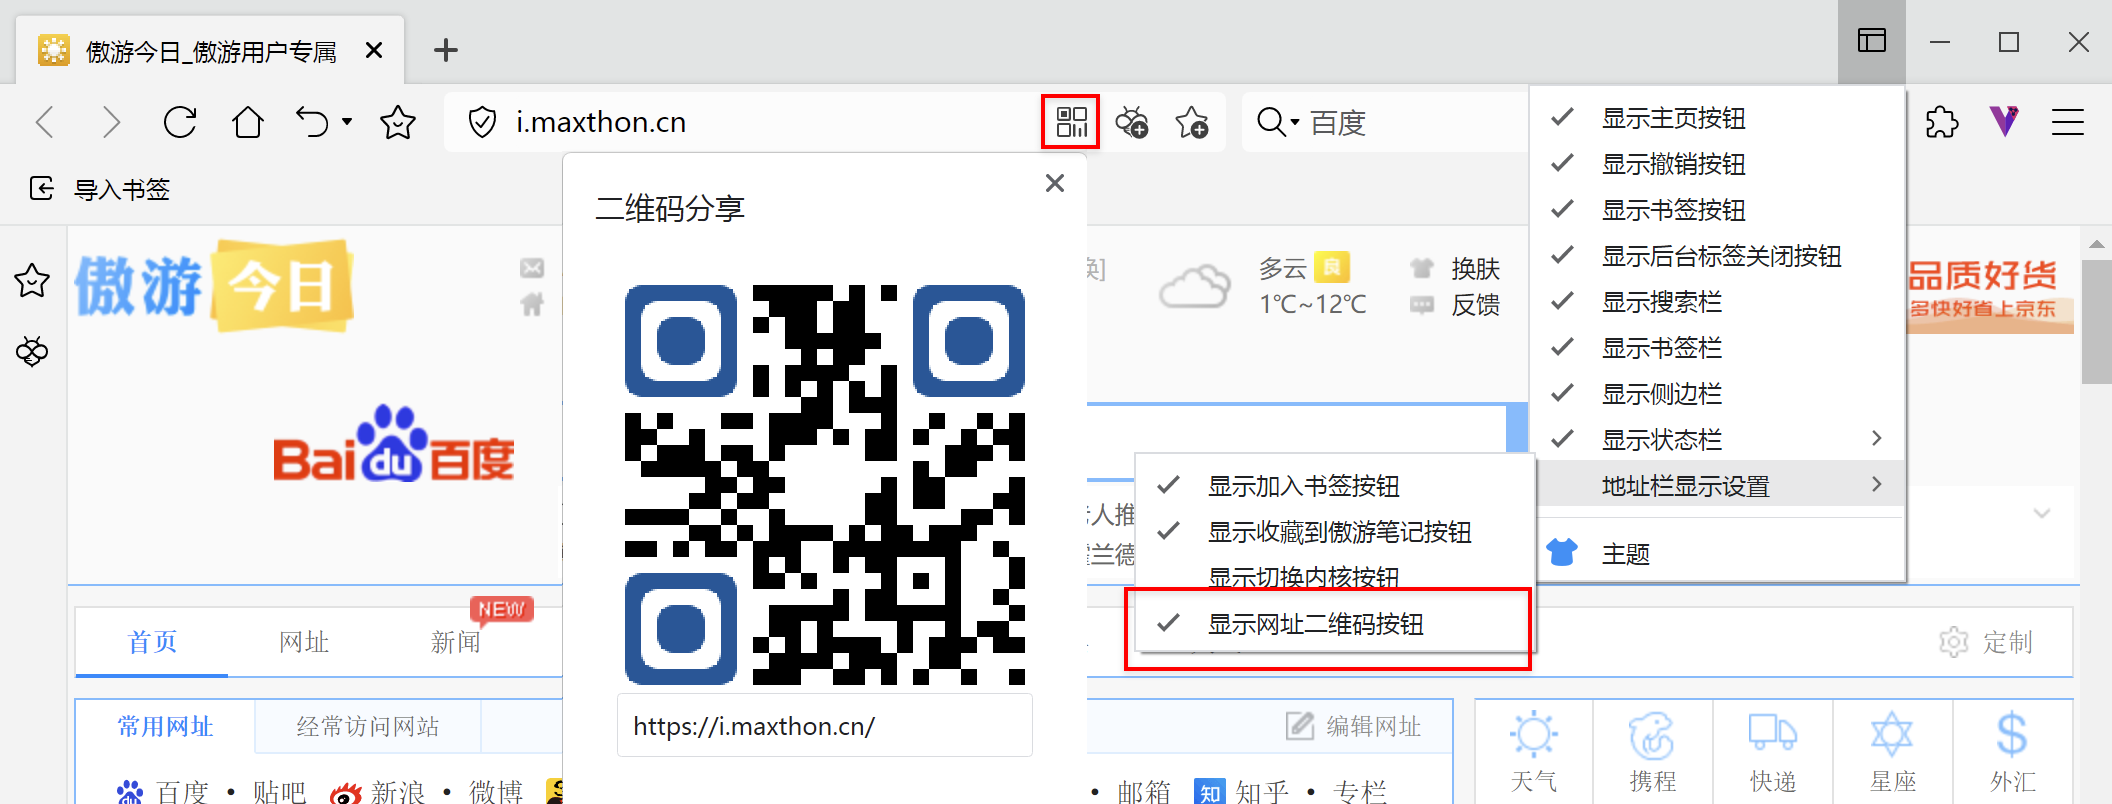 傲游今日_傲游用户专属
i.maxthon.cn
百度
导入书签
二维码分享
https://i.maxthon.cn/
显示主页按钮
显示撤销按钮
显示书签按钮
显示后台标签关闭按钮
显示搜索栏
显示书签栏
显示侧边栏
显示状态栏
地址栏显示设置
主题
显示加入书签按钮
显示收藏到傲游笔记按钮
显示切换内核按钮
显示网址二维码按钮
傲游今日
换]
多云 良
1℃~12℃
换肤
反馈
品质好货
多快好省上京东
Baidu百度
人推
霍兰德
NEW
首页
网址
新闻
定制
常用网址
经常访问网站
编辑网址
百度 • 贴吧
新浪 • 微博
• 邮箱
知 知乎 • 专栏
天气
携程
快递
星座
外汇